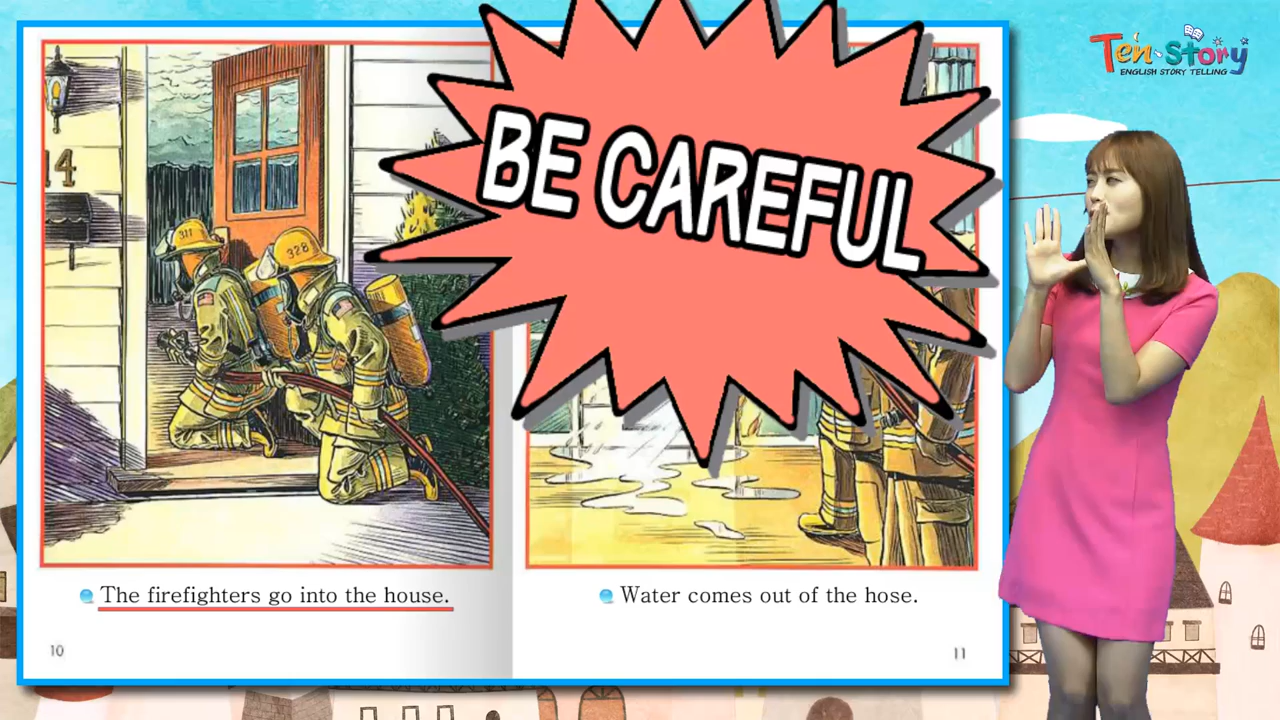 BE CAREFUL
Ten Story
ENGLISH STORY TELLING
14
311
328
The firefighters go into the house.
Water comes out of the hose.
10
11